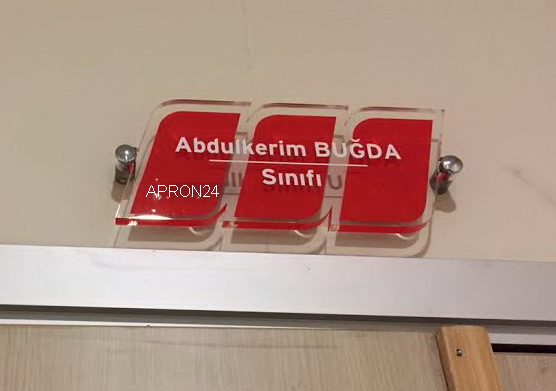 Abdulkerim BUĞDA
Sınıfı
APRON24